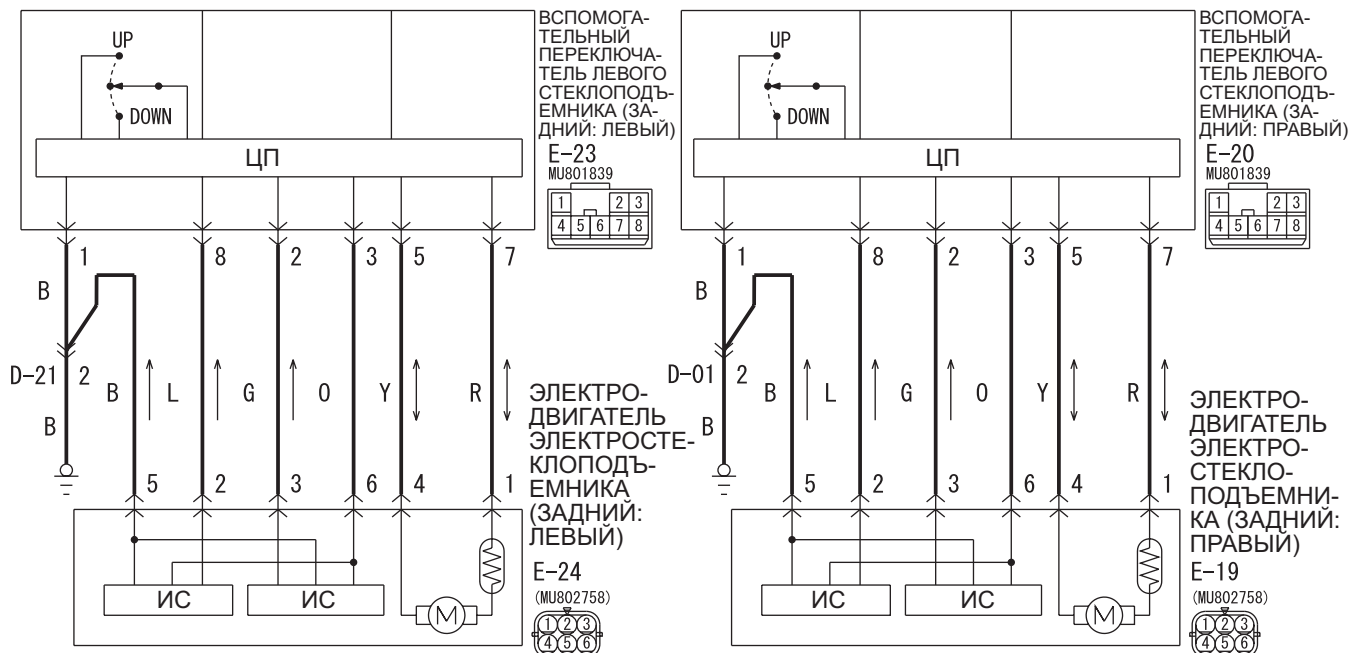 UP
DOWN
ЦП
ВСПОМОГА-
ТЕЛЬНЫЙ
ПЕРЕКЛЮЧА-
ТЕЛЬ ЛЕВОГО
СТЕКЛОПОДЪ-
ЕМНИКА (ЗА-
ДНИЙ: ЛЕВЫЙ)
E-23
MU801839
1 2 3
4 5 6 7 8
1 8 2 3 5 7
B
D-21 2
B L G O Y R
B
5 2 3 6 4 1
ЭЛЕКТРО-
ДВИГАТЕЛЬ
ЭЛЕКТРОСТЕ-
КЛОПОДЪ-
ЕМНИКА
(ЗАДНИЙ:
ЛЕВЫЙ)
E-24
(MU802758)
1 2 3
4 5 6
ИС ИС
M
UP
DOWN
ЦП
ВСПОМОГА-
ТЕЛЬНЫЙ
ПЕРЕКЛЮЧА-
ТЕЛЬ ЛЕВОГО
СТЕКЛОПОДЪ-
ЕМНИКА (ЗА-
ДНИЙ: ПРАВЫЙ)
E-20
MU801839
1 2 3
4 5 6 7 8
1 8 2 3 5 7
B
D-01 2
B L G O Y R
B
5 2 3 6 4 1
ЭЛЕКТРО-
ДВИГАТЕЛЬ
ЭЛЕКТРО-
СТЕКЛО-
ПОДЪЕМНИ-
КА (ЗАДНИЙ:
ПРАВЫЙ)
E-19
(MU802758)
1 2 3
4 5 6
ИС ИС
M